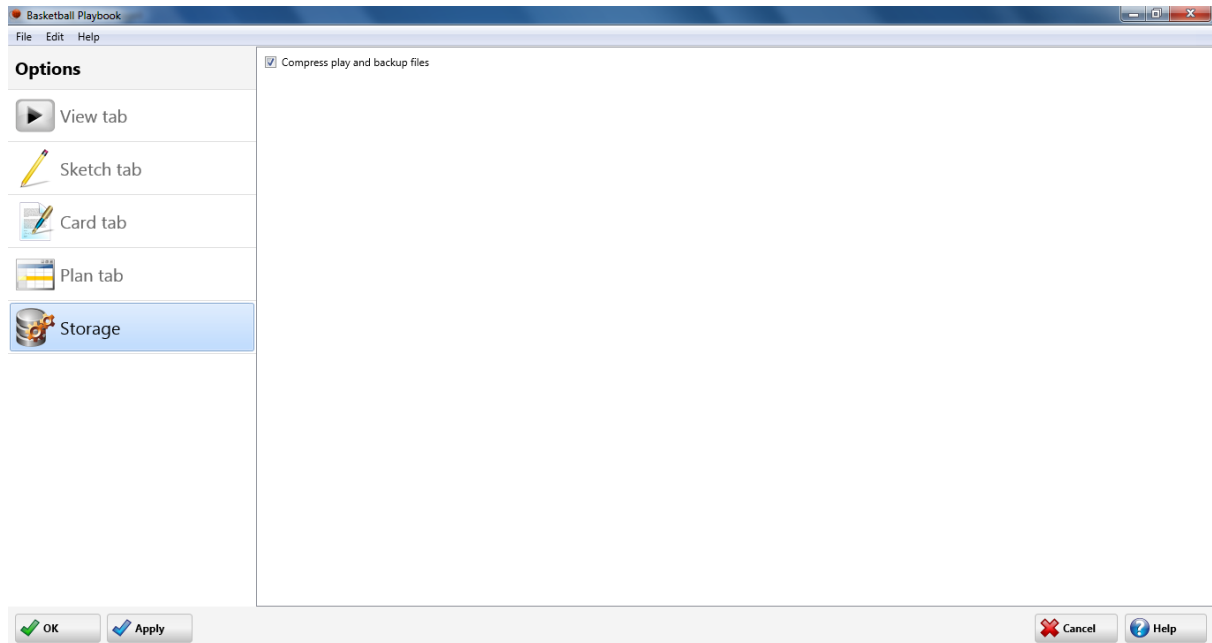 Basketball Playbook
File Edit Help
Options
View tab
Sketch tab
Card tab
Plan tab
Storage
Compress play and backup files
OK Apply Cancel Help